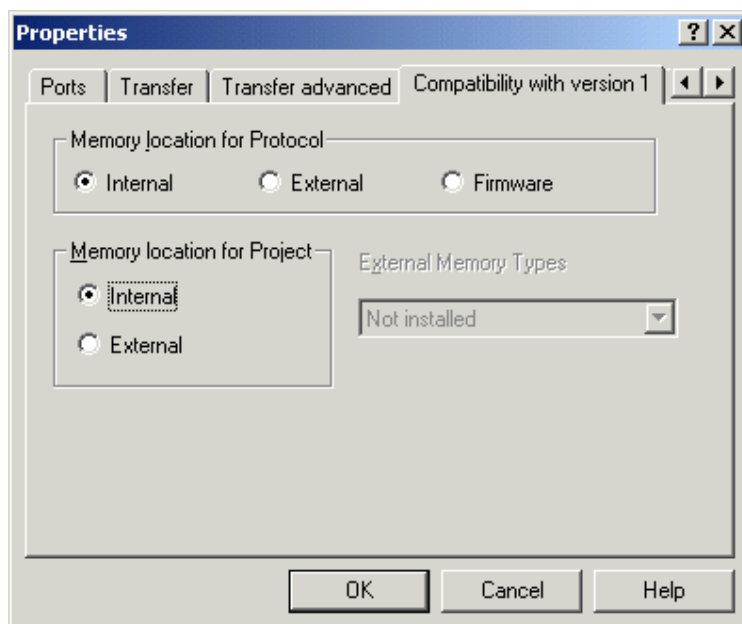 Properties
Ports Transfer Transfer advanced Compatibility with version 1
Memory location for Protocol
Internal External Firmware
Memory location for Project
External Memory Types
Internal
Not installed
External
OK Cancel Help